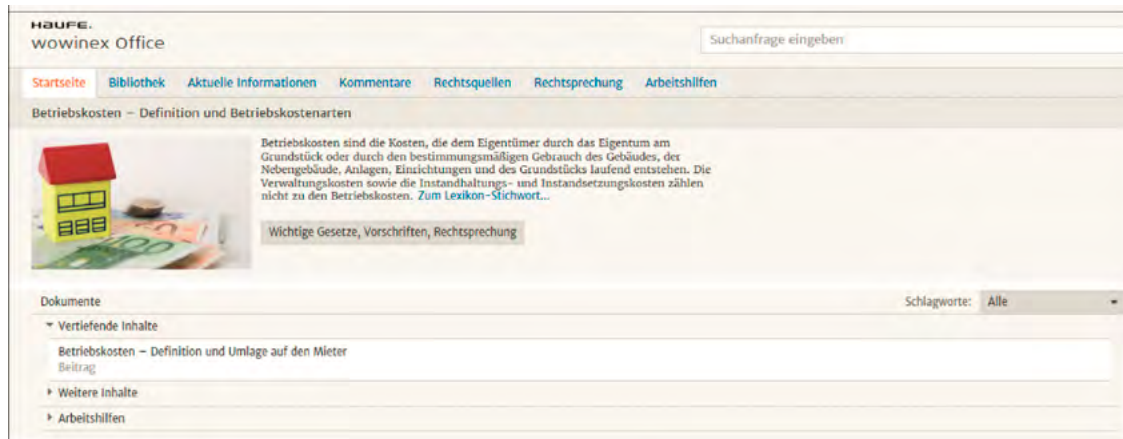 HAUFE.
wowinex Office
Suchanfrage eingeben
Startseite Bibliothek Aktuelle Informationen Kommentare Rechtsquellen Rechtsprechung Arbeitshilfen
Betriebskosten – Definition und Betriebskostenarten
Betriebskosten sind die Kosten, die dem Eigentümer durch das Eigentum am
Grundstück oder durch den bestimmungsmäßigen Gebrauch des Gebäudes, der
Nebengebäude, Anlagen, Einrichtungen und des Grundstücks laufend entstehen. Die
Verwaltungskosten sowie die Instandhaltungs- und Instandsetzungskosten zählen
nicht zu den Betriebskosten. Zum Lexikon-Stichwort...
Wichtige Gesetze, Vorschriften, Rechtsprechung
100
Dokumente
Schlagworte: Alle
Vertiefende Inhalte
Betriebskosten – Definition und Umlage auf den Mieter
Beitrag
Weitere Inhalte
Arbeitshilfen